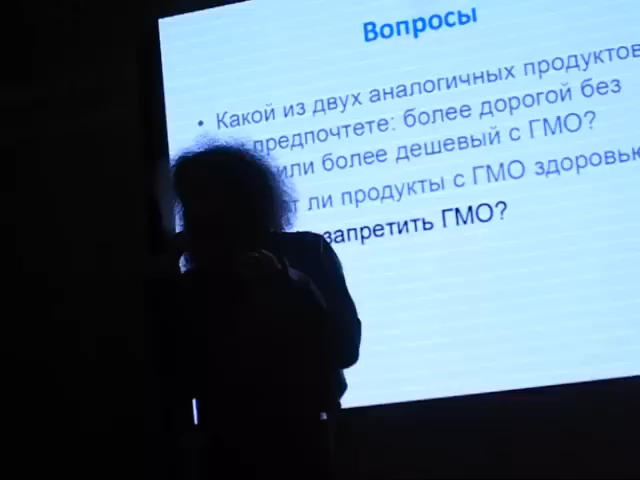 Вопросы
• Какой из двух аналогичных продуктов
предпочтете: более дорогой без
или более дешевый с ГМО?
ли продукты с ГМО здоровью
запретить ГМО?